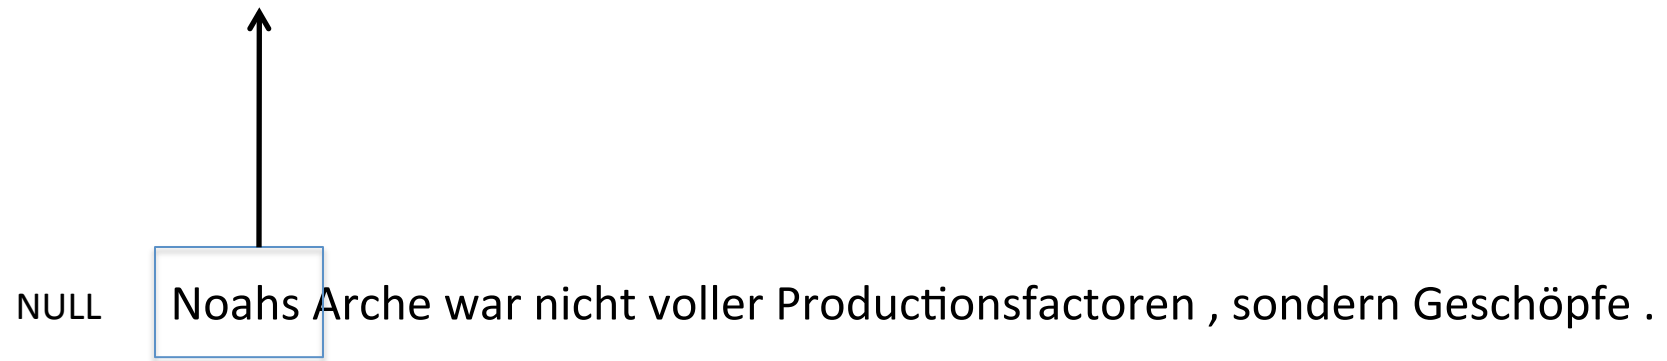 NULL Noahs Arche war nicht voller Productionsfactoren , sondern Geschöpfe .